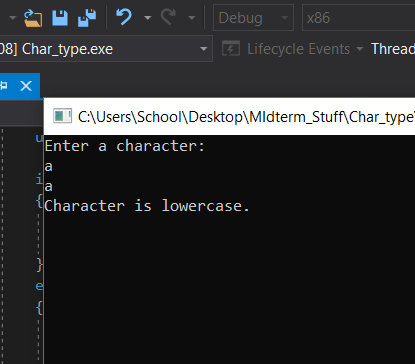 Debug x86
08] Char_type.exe Lifecycle Events Thread
C:\Users\School\Desktop\MIdterm_Stuff\Char_type\
u
Enter a character:
a
i
a
{
Character is lowercase.
}
e
{